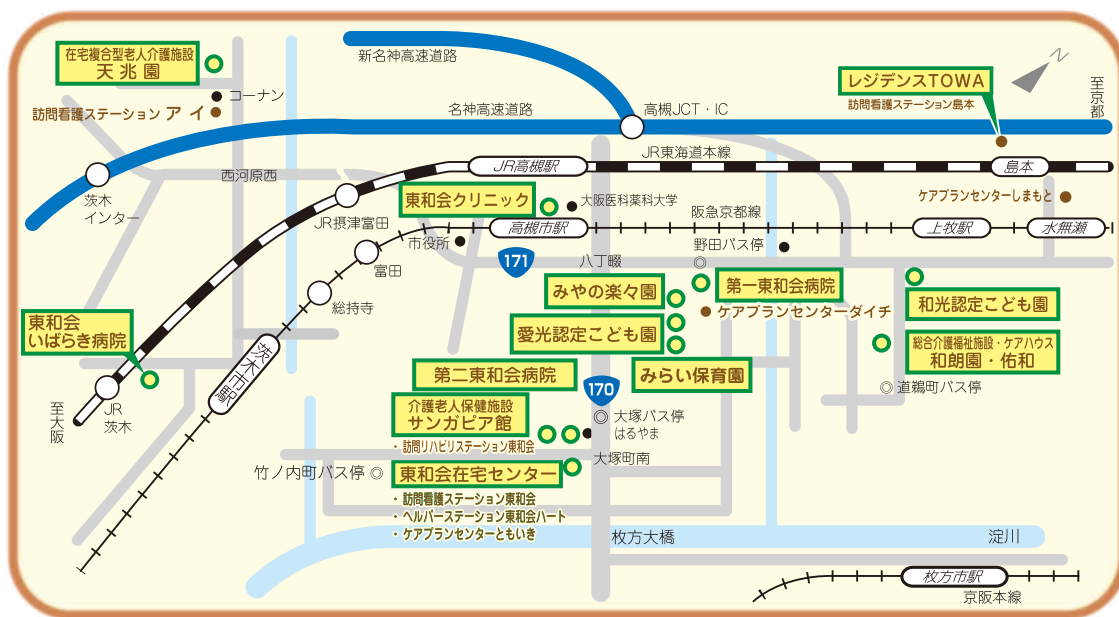 在宅複合型老人介護施設
天兆園
コーナン
訪問看護ステーション アイ
新名神高速道路
名神高速道路
高槻JCT・IC
レジデンスTOWA
訪問看護ステーション島本
N
至京都
茨木
インター
西河原西
JR摂津富田
JR高槻駅
JR東海道本線
島本
東和会クリニック
大阪医科薬科大学
ケアプランセンターしまもと
市役所
高槻市駅
阪急京都線
上牧駅
水無瀬
富田
171
八丁畷
野田バス停
総持寺
みやの楽々園
第一東和会病院
ケアプランセンターダイチ
和光認定こども園
愛光認定こども園
総合介護福祉施設・ケアハウス
和朗園・佑和
道鵜町バス停
東和会
いばらき病院
茨木市駅
JR
茨木
至大阪
第二東和会病院
みらい保育園
170
介護老人保健施設
サンガピア館
・訪問リハビリステーション東和会
大塚バス停
はるやま
大塚町南
竹ノ内町バス停
東和会在宅センター
・訪問看護ステーション東和会
・ヘルパーステーション東和会ハート
・ケアプランセンターともいき
枚方大橋
淀川
枚方市駅
京阪本線